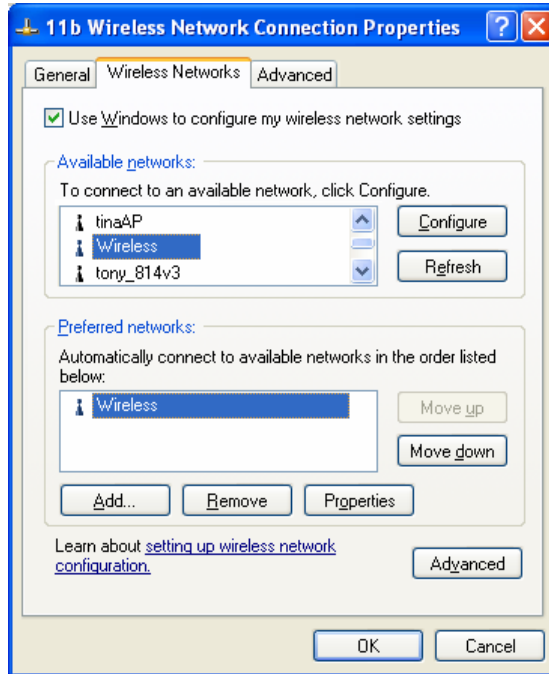 11b Wireless Network Connection Properties
General Wireless Networks Advanced
Use Windows to configure my wireless network settings
Available networks:
To connect to an available network, click Configure.
tinaAP
Wireless
tony_814v3
Configure
Refresh
Preferred networks:
Automatically connect to available networks in the order listed
below:
Wireless
Move up
Move down
Add... Remove Properties
Learn about setting up wireless network
configuration.
Advanced
OK Cancel